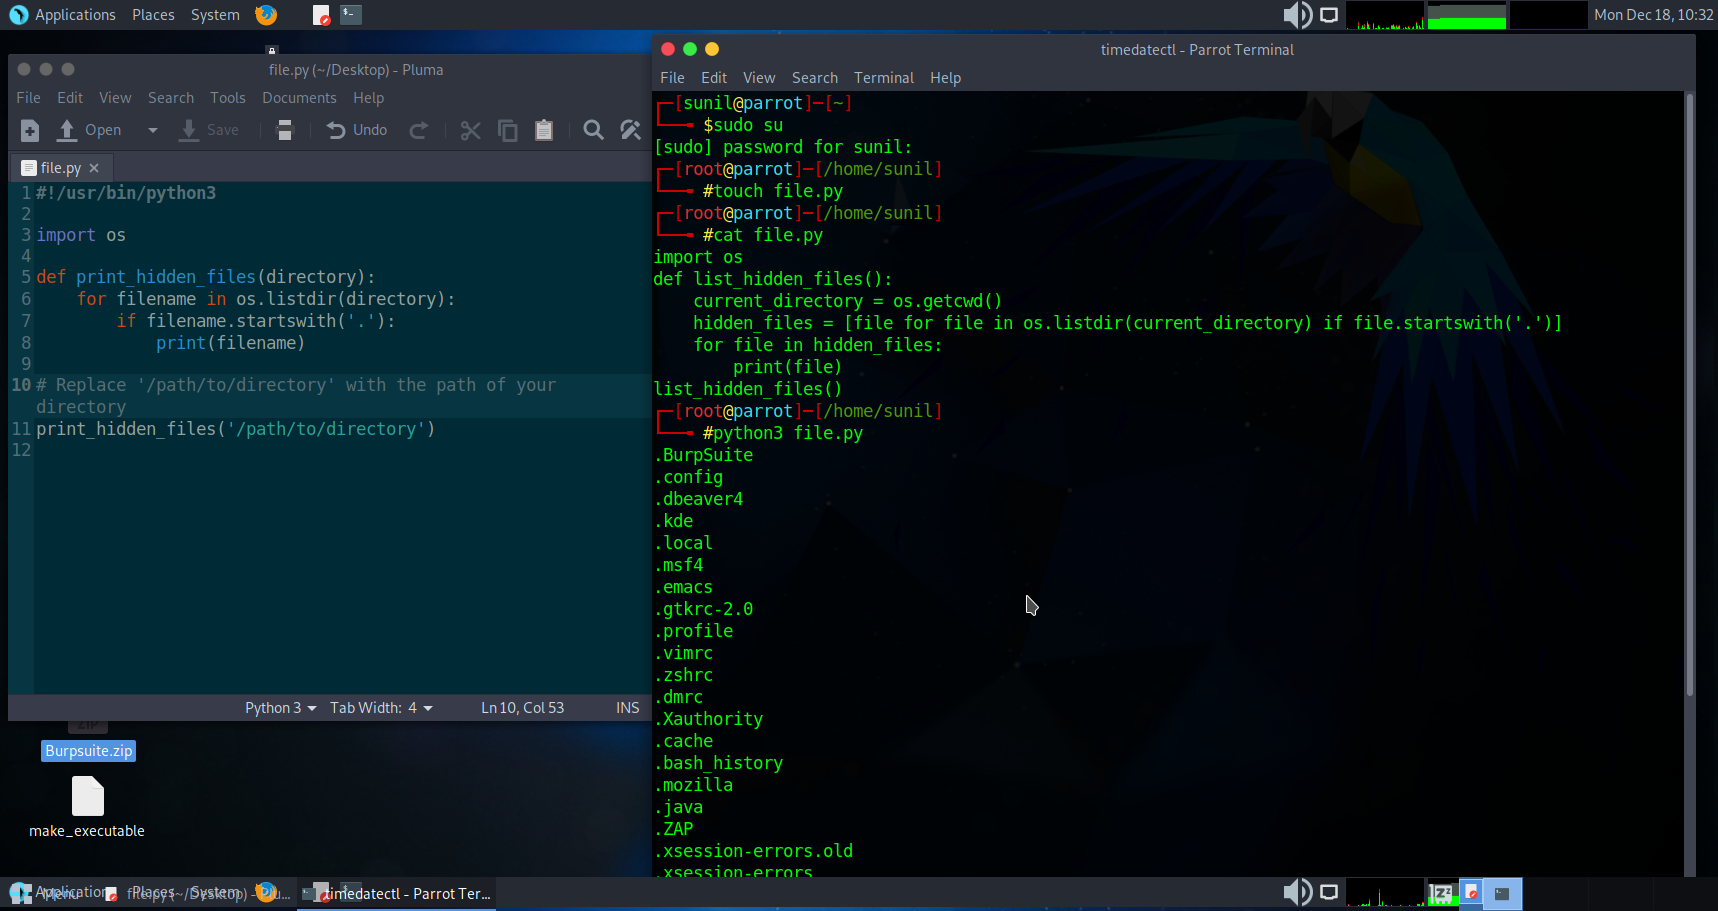 Applications Places System
Mon Dec 18, 10:32
file.py (~/Desktop) - Pluma
File Edit View Search Tools Documents Help
Open Save Undo
file.py
1 #!/usr/bin/python3
2
3 import os
4
5 def print_hidden_files(directory):
6     for filename in os.listdir(directory):
7         if filename.startswith('.'):
8             print(filename)
9
10 # Replace '/path/to/directory' with the path of your
directory
11 print_hidden_files('/path/to/directory')
12
Python 3 Tab Width: 4 Ln 10, Col 53 INS
timedatectl - Parrot Terminal
File Edit View Search Terminal Help
[sunil@parrot]─[~]
$sudo su
[sudo] password for sunil:
[root@parrot]─[/home/sunil]
#touch file.py
[root@parrot]─[/home/sunil]
#cat file.py
import os
def list_hidden_files():
    current_directory = os.getcwd()
    hidden_files = [file for file in os.listdir(current_directory) if file.startswith('.')]
    for file in hidden_files:
        print(file)
list_hidden_files()
[root@parrot]─[/home/sunil]
#python3 file.py
.BurpSuite
.config
.dbeaver4
.kde
.local
.msf4
.emacs
.gtkrc-2.0
.profile
.vimrc
.zshrc
.dmrc
.Xauthority
.cache
.bash_history
.mozilla
.java
.ZAP
.xsession-errors.old
.xsession-errors
ZIP
Burpsuite.zip
make_executable
Applications Places System
Menu file.py (~/Desktop) - Plu... timedatectl - Parrot Ter...